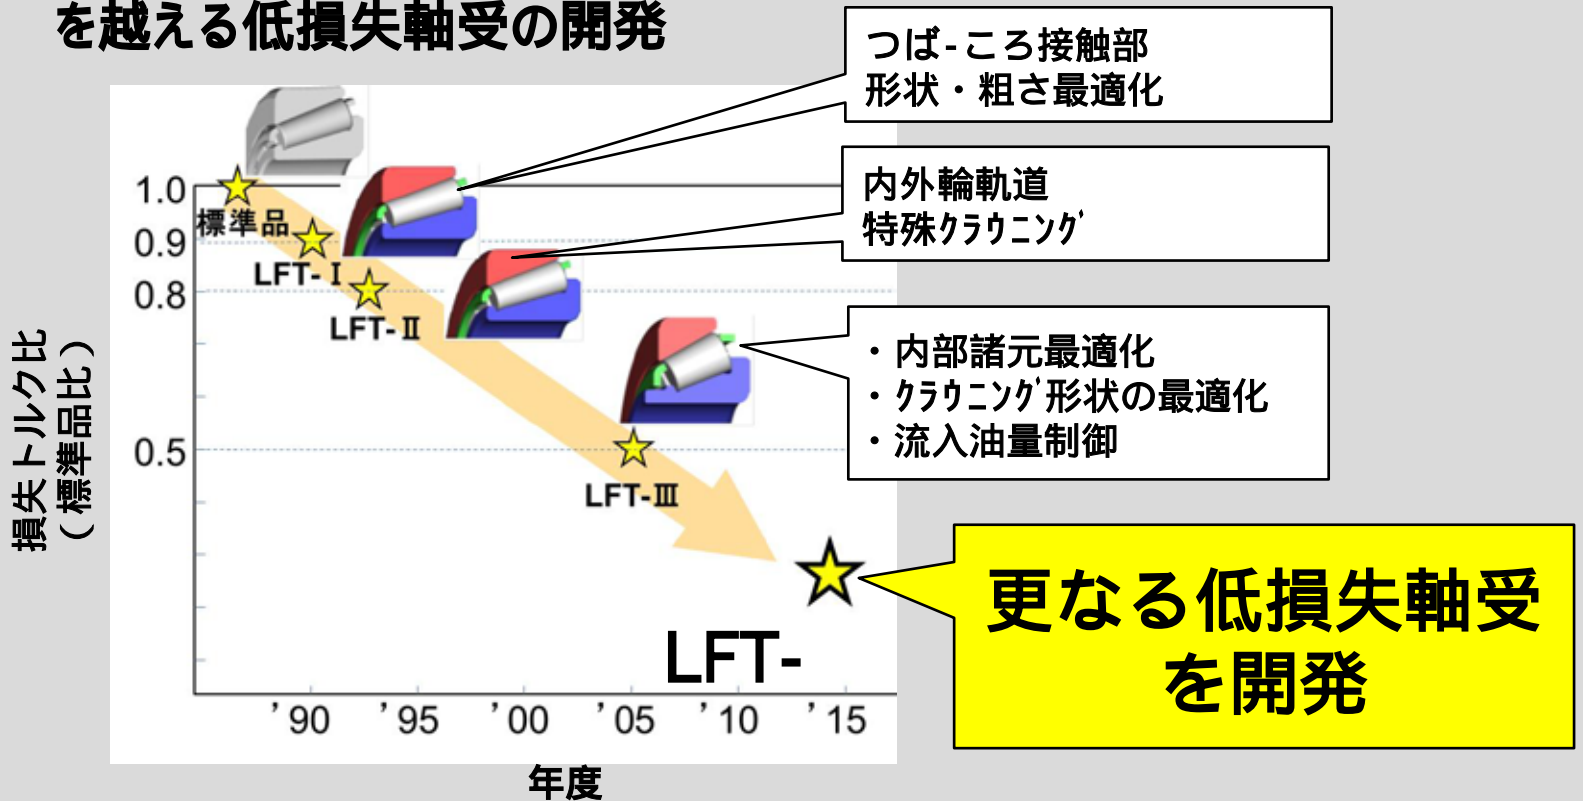 を越える低損失軸受の開発
つば-ころ接触部
形状・粗さ最適化
内外輪軌道
特殊ｸﾗｳﾆﾝｸﾞ
・内部諸元最適化
・ｸﾗｳﾆﾝｸﾞ形状の最適化
・流入油量制御
更なる低損失軸受
を開発
損失トルク比
（標準品比）
1.0
0.9
0.8
0.5
標準品
LFT-Ⅰ
LFT-Ⅱ
LFT-Ⅲ
LFT-
’90 ’95 ’00 ’05 ’10 ’15
年度